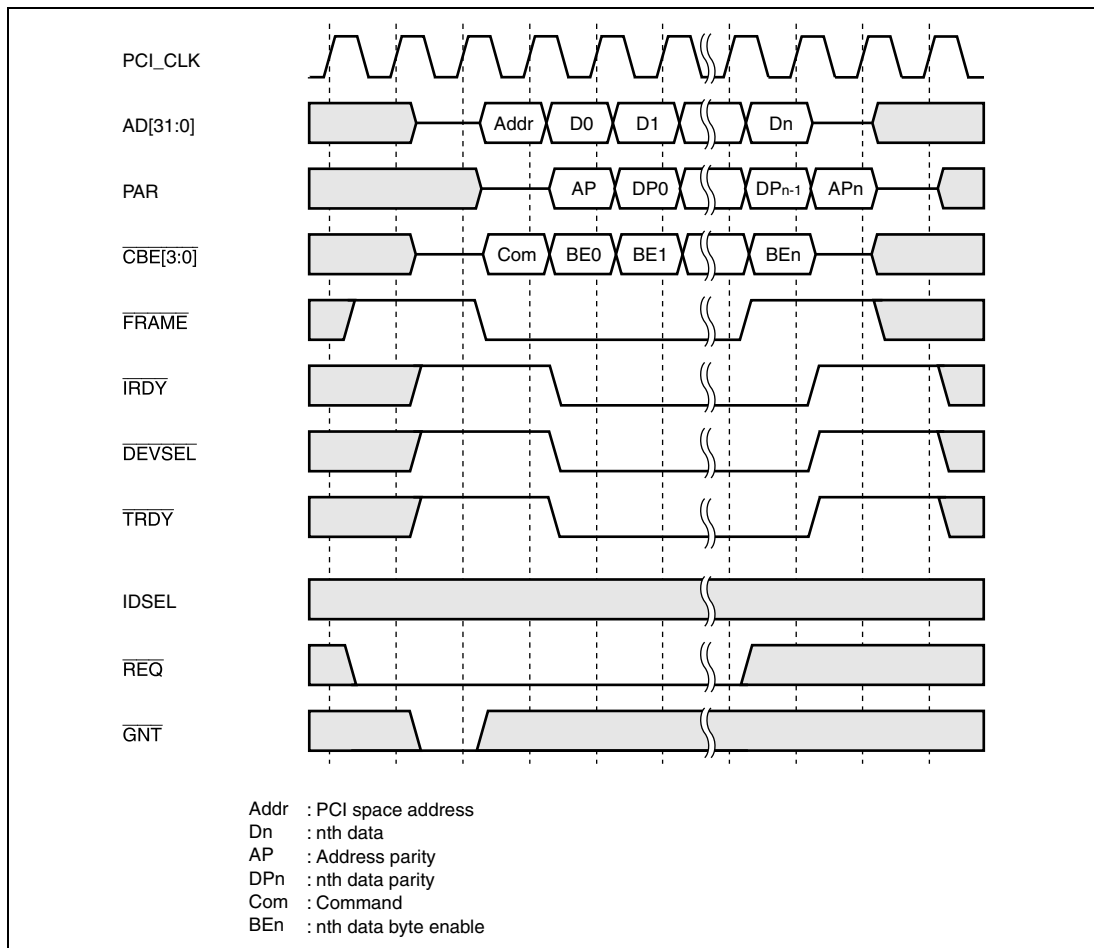 PCI_CLK
AD[31:0] Addr D0 D1 Dn
PAR AP DP0 DPn-1 APn
CBE[3:0] Com BE0 BE1 BEn
FRAME
IRDY
DEVSEL
TRDY
IDSEL
REQ
GNT
Addr : PCI space address
Dn : nth data
AP : Address parity
DPn : nth data parity
Com : Command
BEn : nth data byte enable